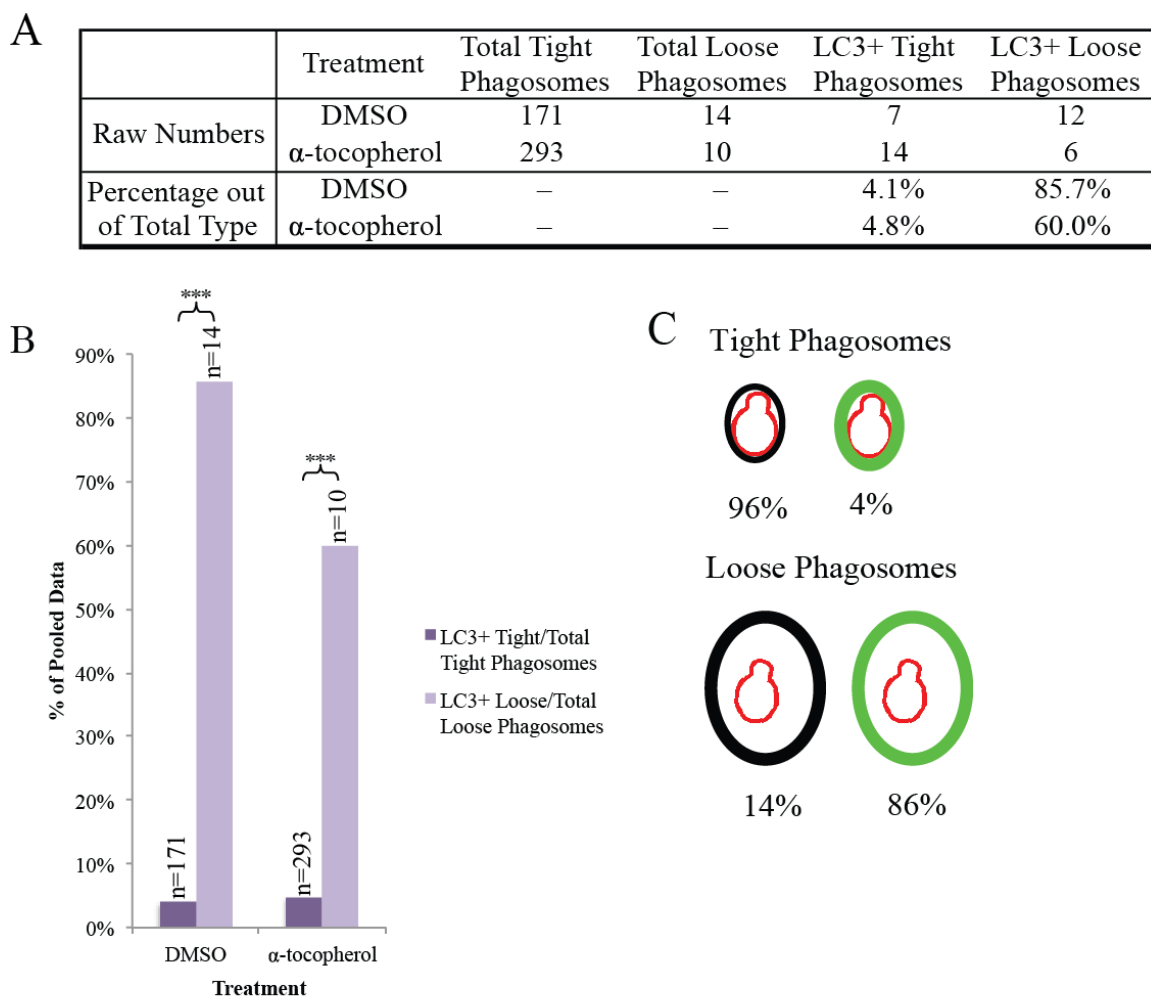 A
Treatment Total Tight Phagosomes Total Loose Phagosomes LC3+ Tight Phagosomes LC3+ Loose Phagosomes
Raw Numbers DMSO 171 14 7 12
α-tocopherol 293 10 14 6
Percentage out of Total Type DMSO – – 4.1% 85.7%
α-tocopherol – – 4.8% 60.0%
B
% of Pooled Data
90%
80%
70%
60%
50%
40%
30%
20%
10%
0%
***
n=171
n=14
***
n=293
n=10
DMSO
α-tocopherol
Treatment
LC3+ Tight/Total
Tight Phagosomes
LC3+ Loose/Total
Loose Phagosomes
C
Tight Phagosomes
96% 4%
Loose Phagosomes
14% 86%